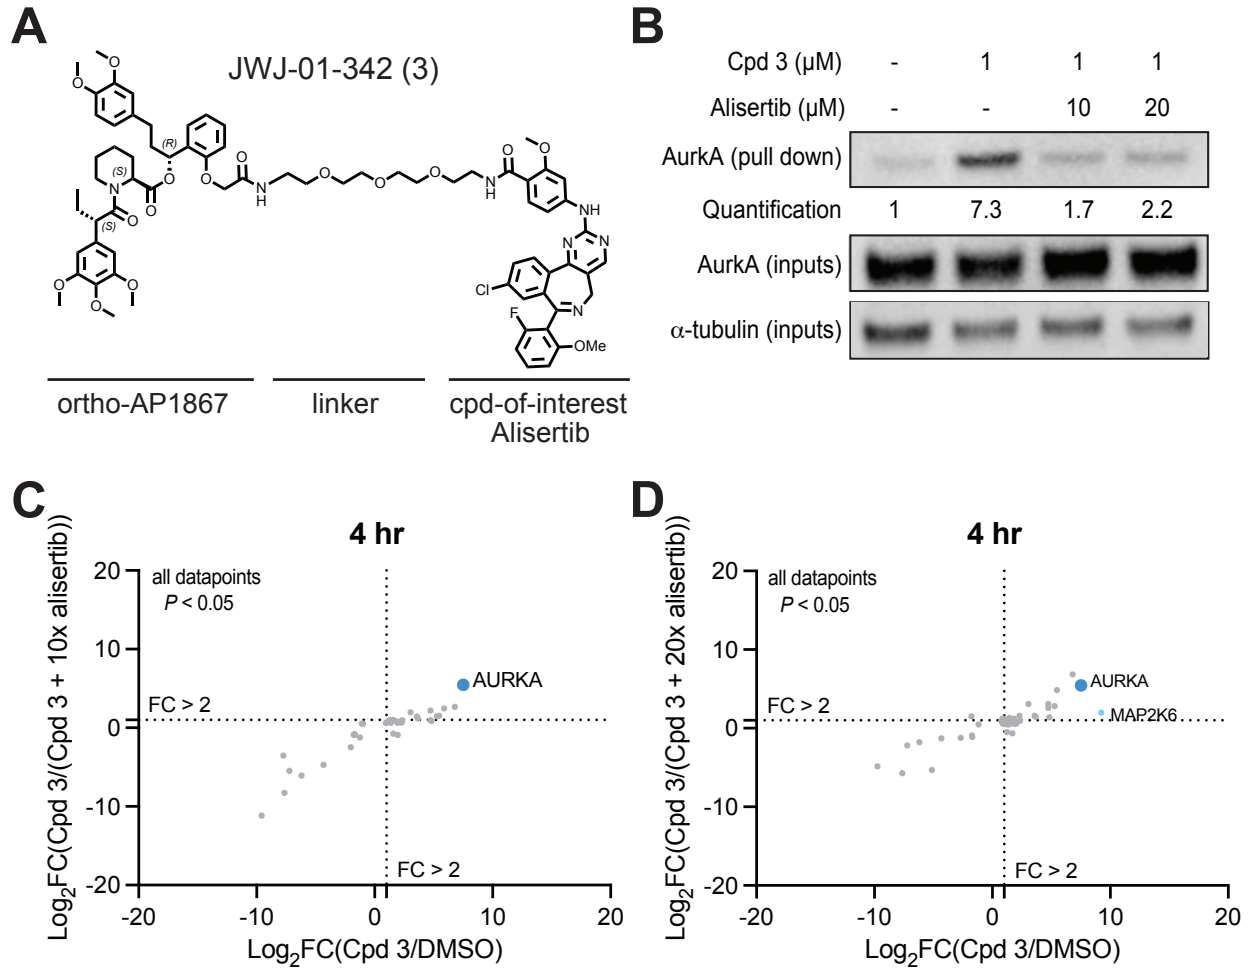 A
JWJ-01-342 (3)
O
O
(R)
O
O
N
H
O
O
O
N
H
O
O
NH
N
N
N
Cl
F
OMe
(S)
N
O
O
O
(S)
O
O
O
O
ortho-AP1867
linker
cpd-of-interest
Alisertib
B
Cpd 3 (µM) - 1 1 1
Alisertib (µM) - - 10 20
AurkA (pull down)
Quantification 1 7.3 1.7 2.2
AurkA (inputs)
α-tubulin (inputs)
C
4 hr
Log2FC(Cpd 3/(Cpd 3 + 10x alisertib))
20
10
0
-10
-20
all datapoints
P < 0.05
AURKA
FC > 2
FC > 2
-20 -10 0 10 20
Log2FC(Cpd 3/DMSO)
D
4 hr
Log2FC(Cpd 3/(Cpd 3 + 20x alisertib))
20
10
0
-10
-20
all datapoints
P < 0.05
AURKA
MAP2K6
FC > 2
FC > 2
-20 -10 0 10 20
Log2FC(Cpd 3/DMSO)